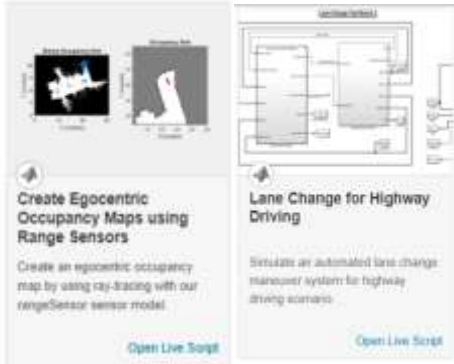 Create Egocentric
Occupancy Maps using
Range Sensors
Create an egocentric occupancy
map by using ray-tracing with our
rangeSensor sensor model.
Open Live Script
Lane Change for Highway
Driving
Simulate an automated lane change
maneuver system for highway
driving scenario.
Open Live Script